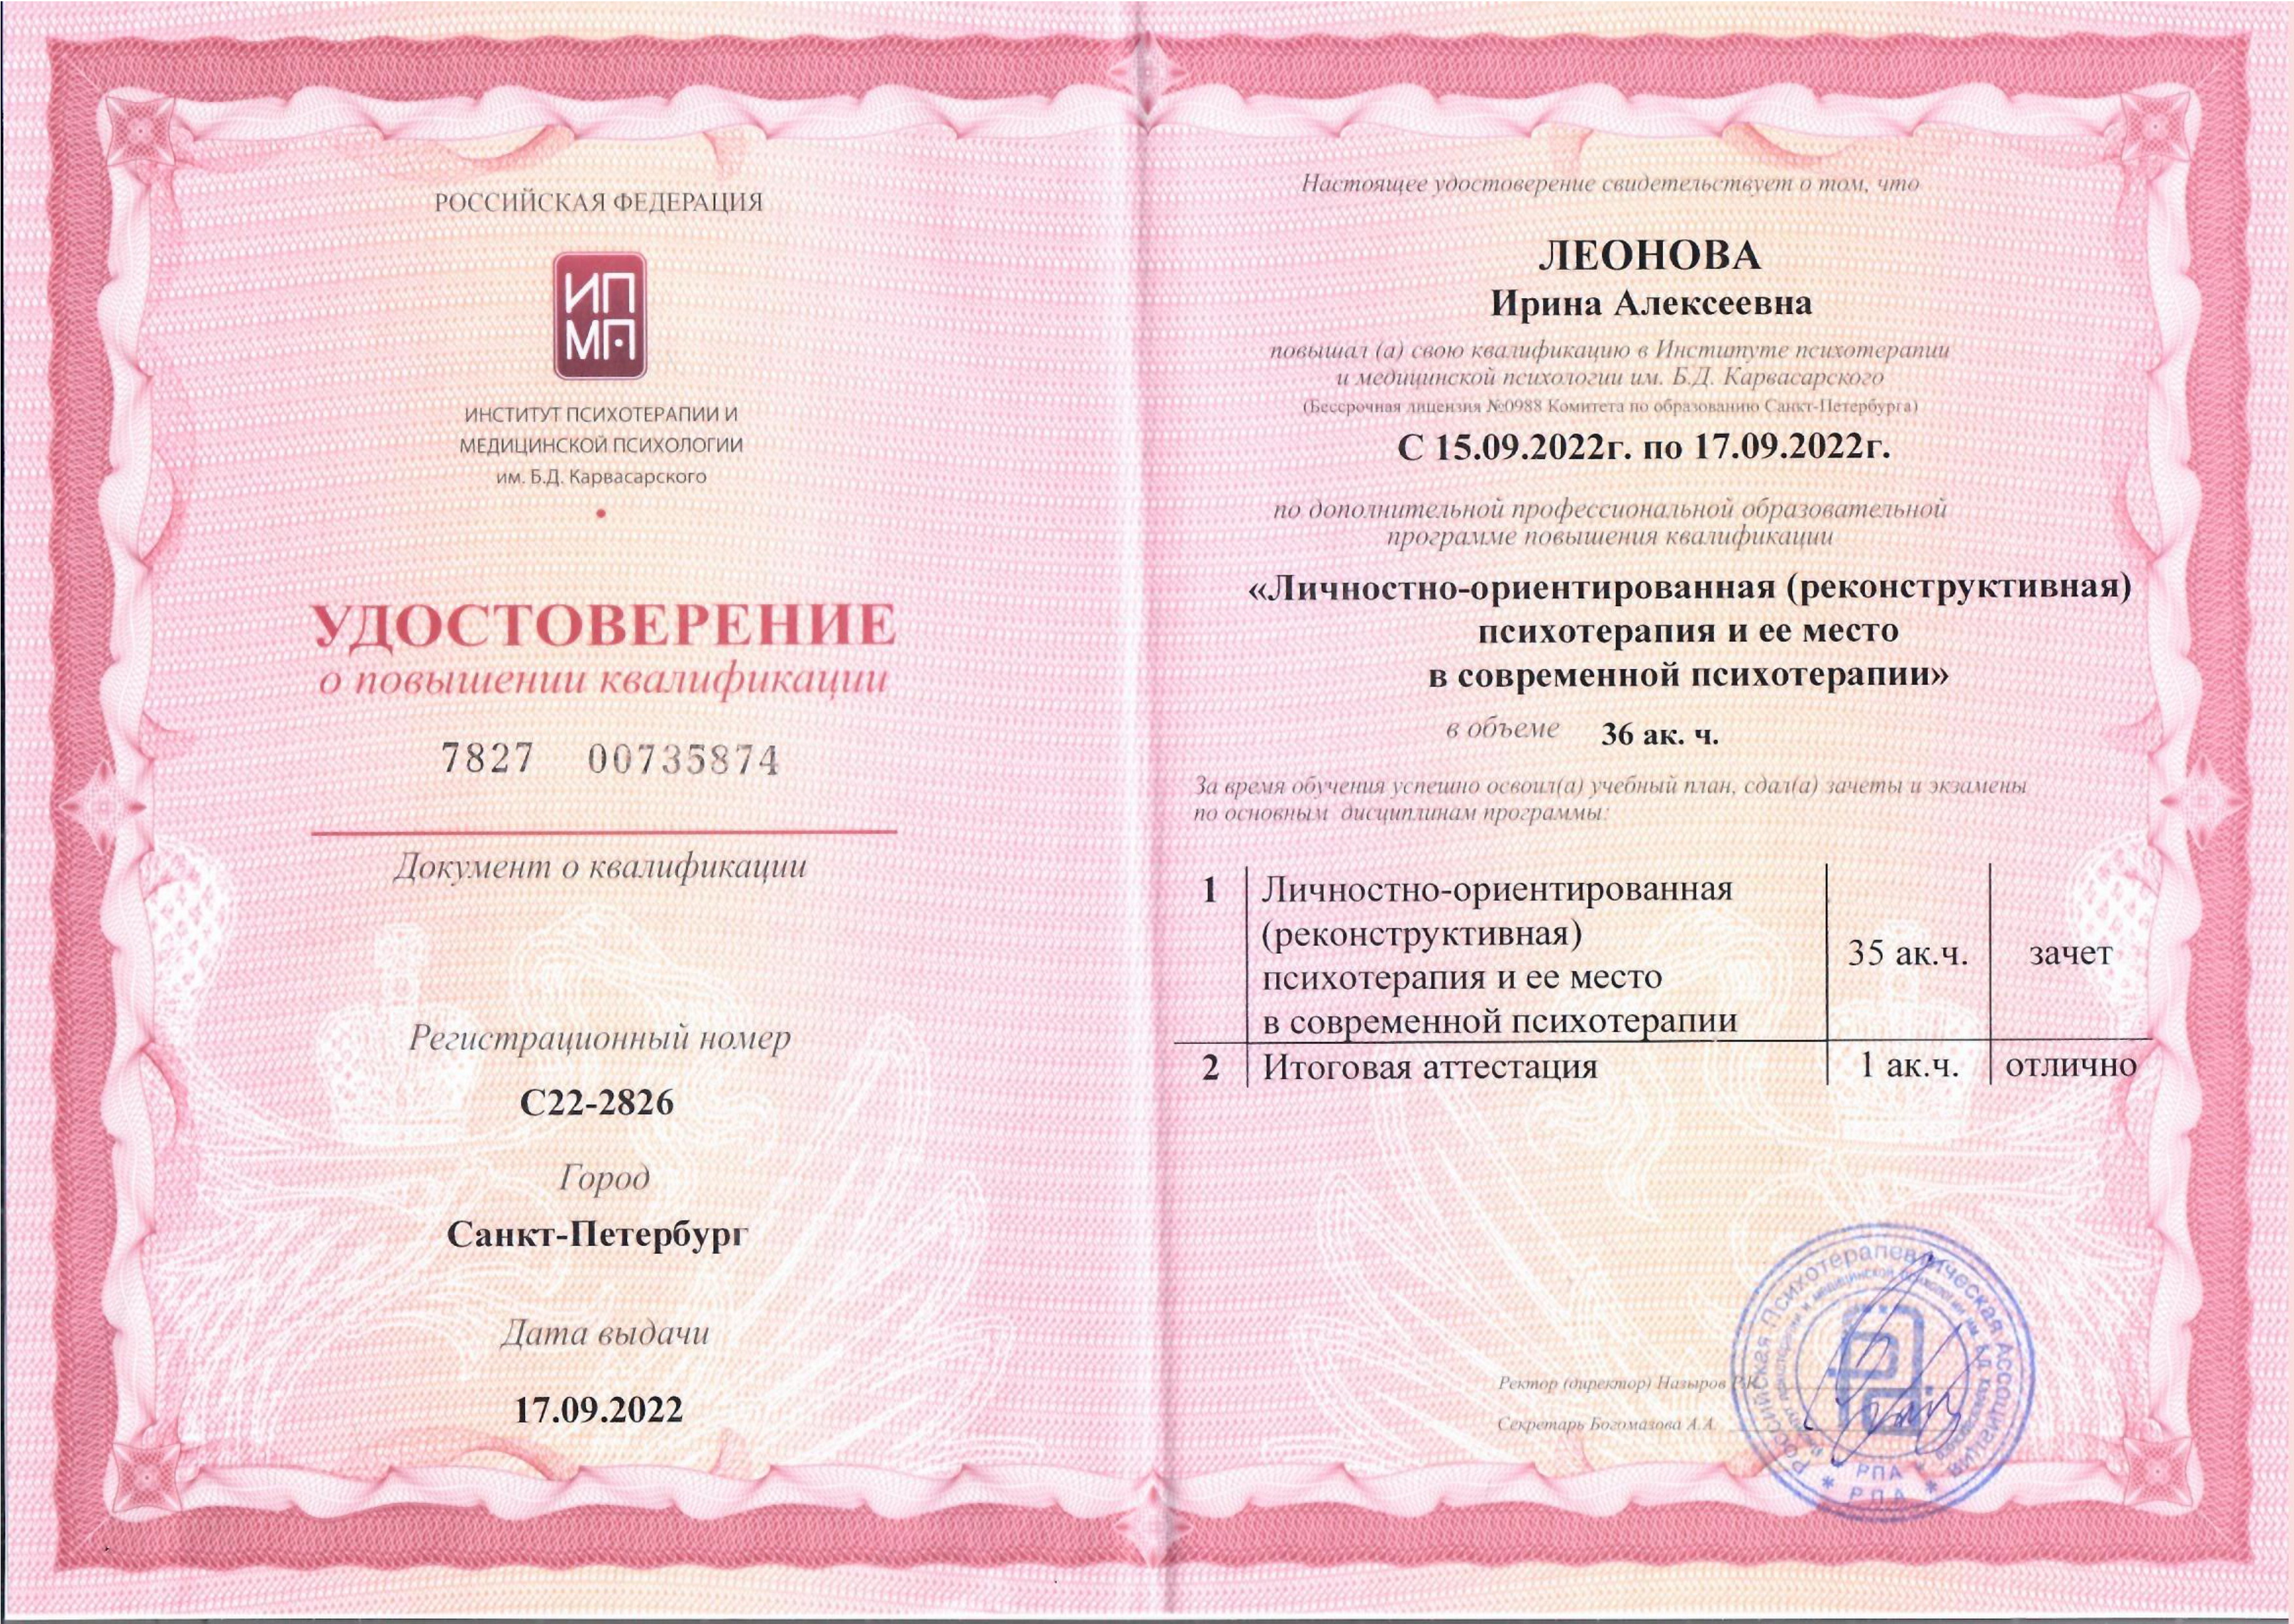 РОССИЙСКАЯ ФЕДЕРАЦИЯ
ИП
МП
ИНСТИТУТ ПСИХОТЕРАПИИ И
МЕДИЦИНСКОЙ ПСИХОЛОГИИ
им. Б.Д. Карвасарского
УДОСТОВЕРЕНИЕ
о повышении квалификации
7827 00735874
Документ о квалификации
Регистрационный номер
С22-2826
Город
Санкт-Петербург
Дата выдачи
17.09.2022
Настоящее удостоверение свидетельствует о том, что
ЛЕОНОВА
Ирина Алексеевна
повышал (а) свою квалификацию в Институте психотерапии
и медицинской психологии им. Б.Д. Карвасарского
(Бессрочная лицензия №0988 Комитета по образованию Санкт-Петербурга)
С 15.09.2022г. по 17.09.2022г.
по дополнительной профессиональной образовательной
программе повышения квалификации
«Личностно-ориентированная (реконструктивная)
психотерапия и ее место
в современной психотерапии»
в объеме 36 ак. ч.
За время обучения успешно освоил(а) учебный план, сдал(а) зачеты и экзамены
по основным дисциплинам программы:
1 Личностно-ориентированная
(реконструктивная)
психотерапия и ее место
в современной психотерапии
35 ак.ч. зачет
2 Итоговая аттестация 1 ак.ч. отлично
Ректор (директор) Назыров Р.К.
Секретарь Богомазова А.А.
Российская Психотерапевтическая Ассоциация
РПА
РПА